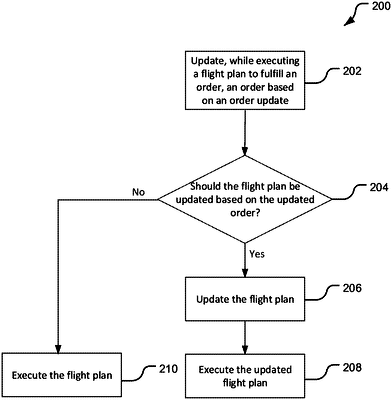 200
Update, while executing
a flight plan to fulfill an
order, an order based
on an order update
202
Should the flight plan be
updated based on the updated
order?
204
No
Yes
Update the flight plan
206
Execute the flight plan
210
Execute the updated
flight plan
208